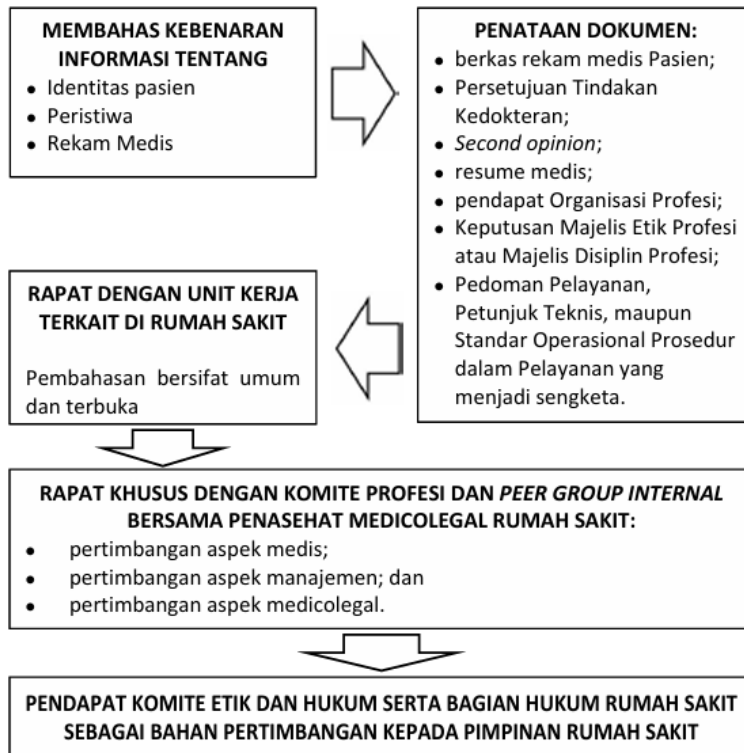 MEMBAHAS KEBENARAN
INFORMASI TENTANG
• Identitas pasien
• Peristiwa
• Rekam Medis
PENATAAN DOKUMEN:
• berkas rekam medis Pasien;
• Persetujuan Tindakan
Kedokteran;
• Second opinion;
• resume medis;
• pendapat Organisasi Profesi;
• Keputusan Majelis Etik Profesi
atau Majelis Disiplin Profesi;
• Pedoman Pelayanan,
Petunjuk Teknis, maupun
Standar Operasional Prosedur
dalam Pelayanan yang
menjadi sengketa.
RAPAT DENGAN UNIT KERJA
TERKAIT DI RUMAH SAKIT
Pembahasan bersifat umum
dan terbuka
RAPAT KHUSUS DENGAN KOMITE PROFESI DAN PEER GROUP INTERNAL
BERSAMA PENASEHAT MEDICOLEGAL RUMAH SAKIT:
• pertimbangan aspek medis;
• pertimbangan aspek manajemen; dan
• pertimbangan aspek medicolegal.
PENDAPAT KOMITE ETIK DAN HUKUM SERTA BAGIAN HUKUM RUMAH SAKIT
SEBAGAI BAHAN PERTIMBANGAN KEPADA PIMPINAN RUMAH SAKIT